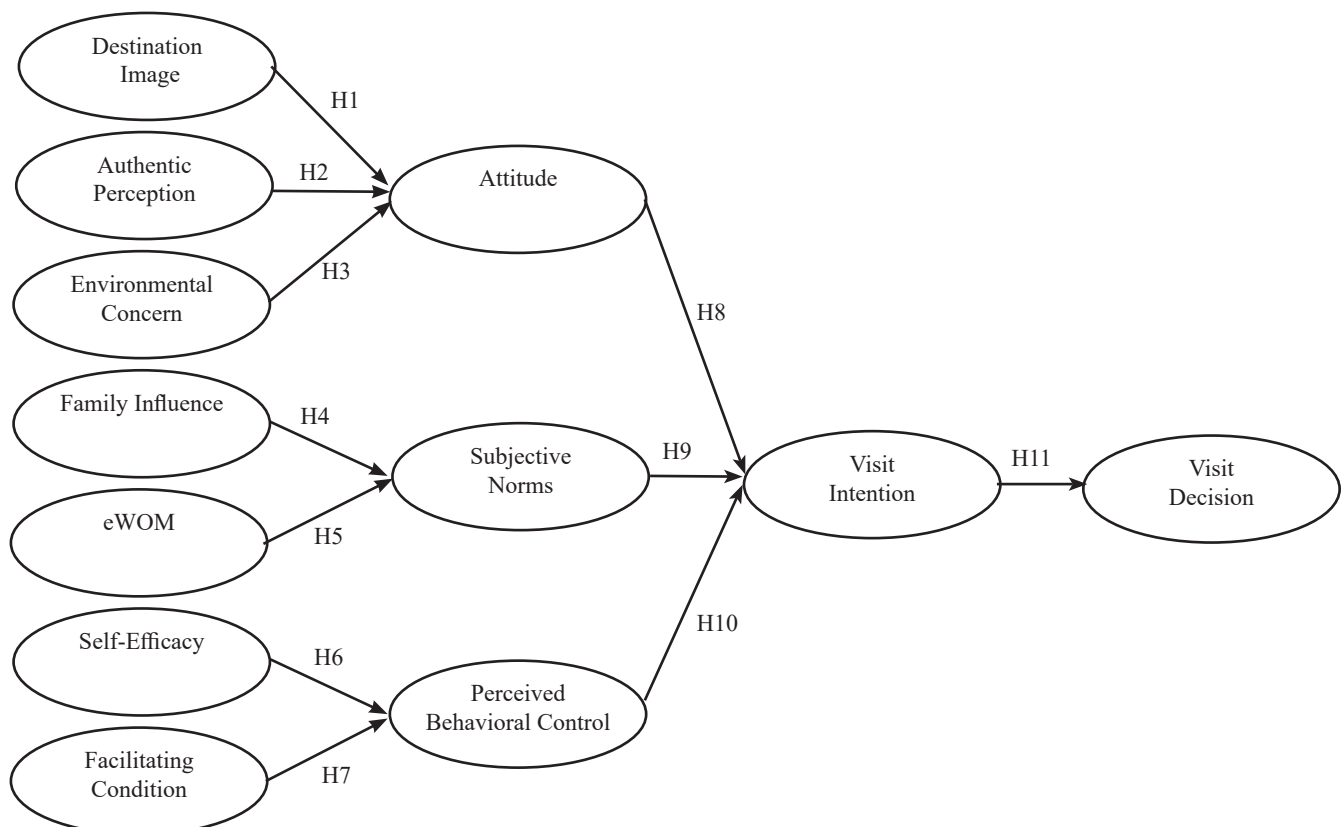 Destination
Image
H1
Authentic
Perception
H2
Attitude
Environmental
Concern
H3
H8
Family Influence
H4
Subjective
Norms
H9
Visit
Intention
H11
Visit
Decision
eWOM
H5
Self-Efficacy
H6
H10
Perceived
Behavioral Control
Facilitating
Condition
H7